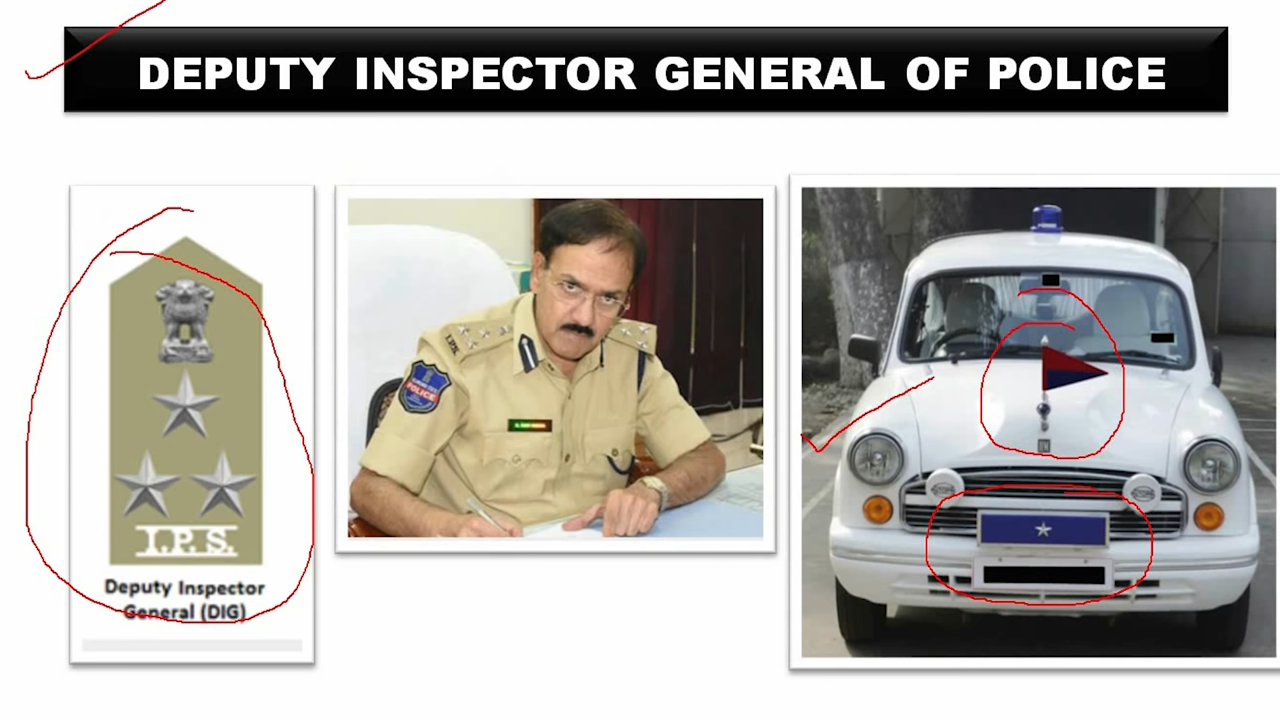 DEPUTY INSPECTOR GENERAL OF POLICE
I.P.S.
Deputy Inspector
General (DIG)
I.P.S.
POLICE